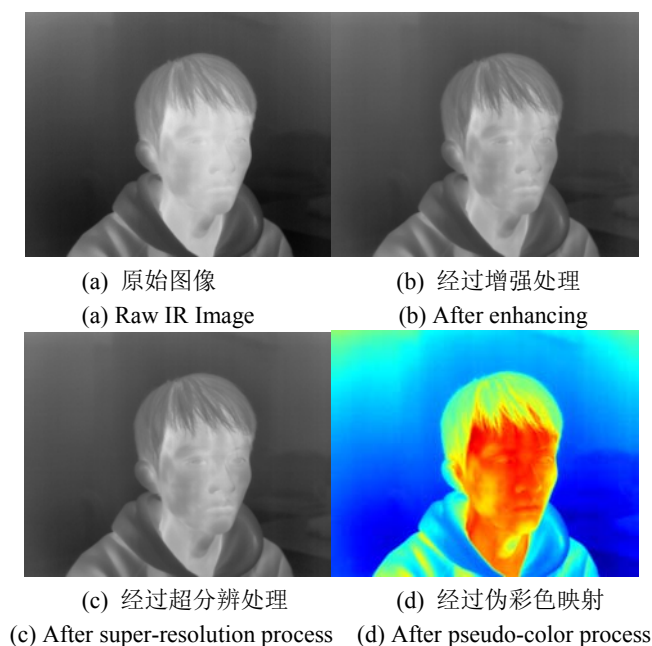 (a) 原始图像
(b) 经过增强处理
(a) Raw IR Image
(b) After enhancing
(c) 经过超分辨处理
(d) 经过伪彩色映射
(c) After super-resolution process
(d) After pseudo-color process